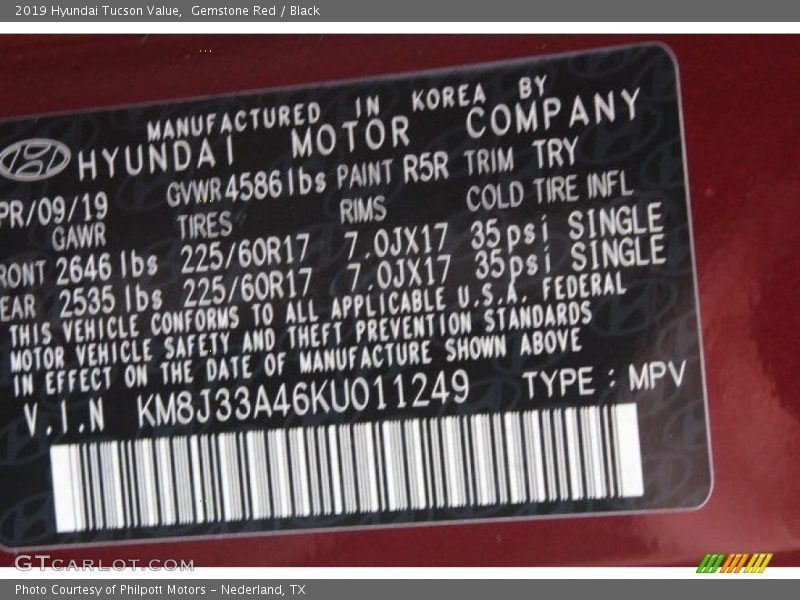 2019 Hyundai Tucson Value, Gemstone Red / Black
MANUFACTURED IN KOREA BY
HYUNDAI MOTOR COMPANY
PR/09/19 GVWR 4586 lbs PAINT R5R TRIM TRY
GAWR TIRES RIMS COLD TIRE INFL
RONT 2646 lbs 225/60R17 7.0JX17 35psi SINGLE
EAR 2535 lbs 225/60R17 7.0JX17 35psi SINGLE
THIS VEHICLE CONFORMS TO ALL APPLICABLE U.S.A. FEDERAL
MOTOR VEHICLE SAFETY AND THEFT PREVENTION STANDARDS
IN EFFECT ON THE DATE OF MANUFACTURE SHOWN ABOVE
V.I.N KM8J33A46KU011249 TYPE : MPV
GTCARLOT.COM
Photo Courtesy of Philpott Motors - Nederland, TX